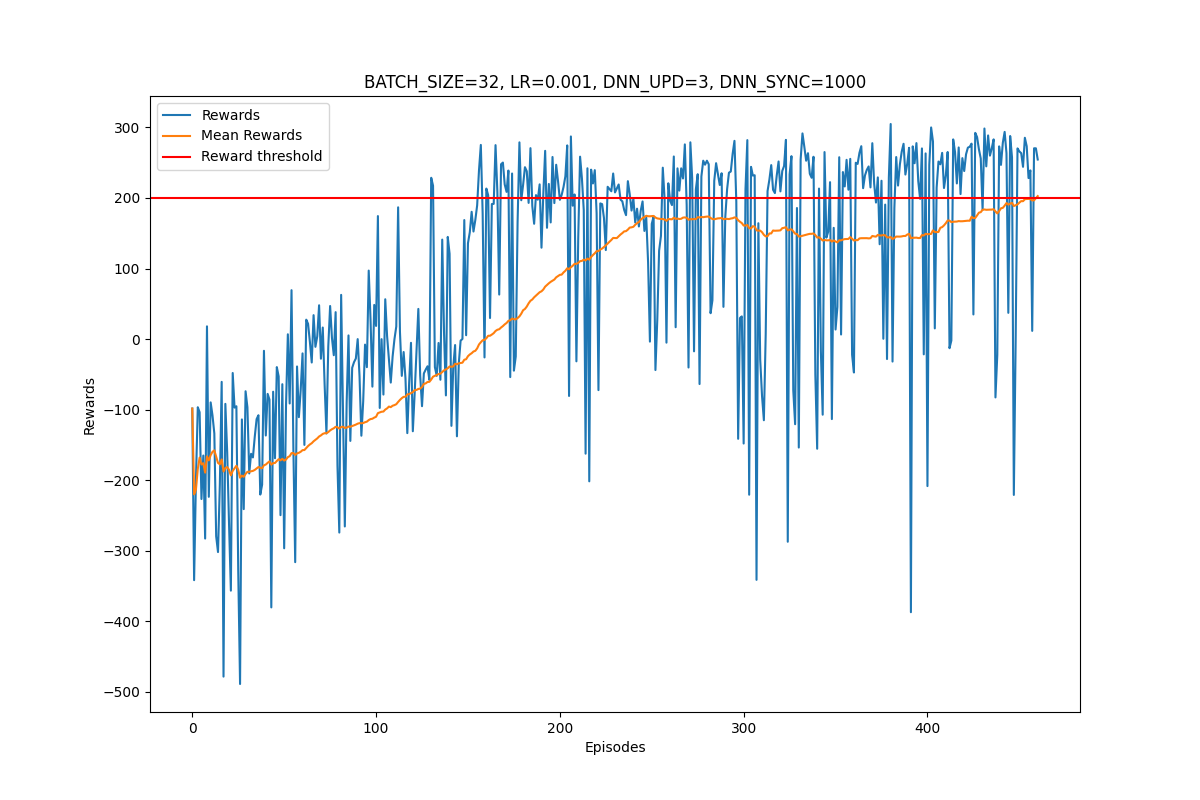 BATCH_SIZE=32, LR=0.001, DNN_UPD=3, DNN_SYNC=1000
Rewards
Mean Rewards
Reward threshold
300
200
100
0
−100
−200
−300
−400
−500
Rewards
0
100
200
300
400
Episodes